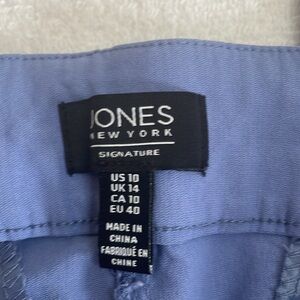 JONES
NEW YORK
SIGNATURE
US 10
UK 14
CA 10
EU 40
MADE IN
CHINA
FABRIQUÉ EN
CHINE